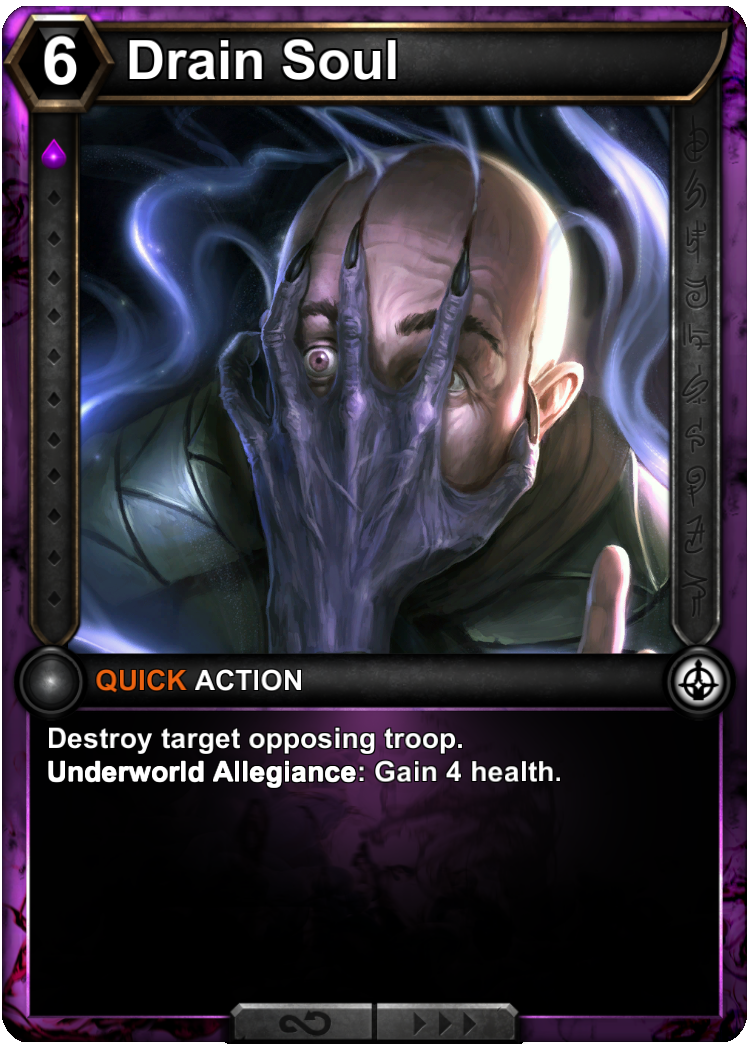 6 Drain Soul
QUICK ACTION
Destroy target opposing troop.
Underworld Allegiance: Gain 4 health.